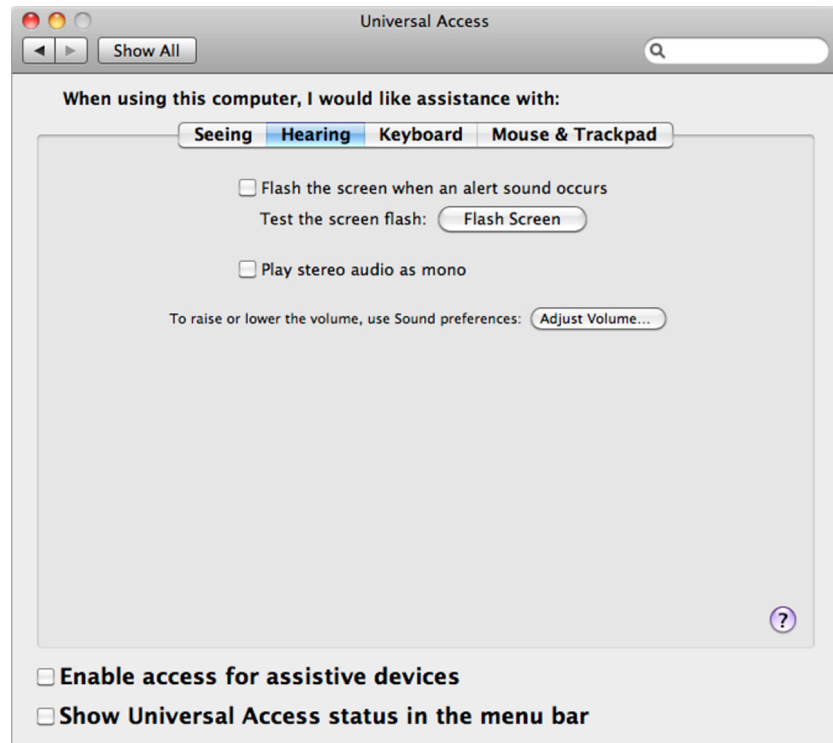 Universal Access
Show All
When using this computer, I would like assistance with:
Seeing Hearing Keyboard Mouse & Trackpad
Flash the screen when an alert sound occurs
Test the screen flash: Flash Screen
Play stereo audio as mono
To raise or lower the volume, use Sound preferences: Adjust Volume...
?
Enable access for assistive devices
Show Universal Access status in the menu bar